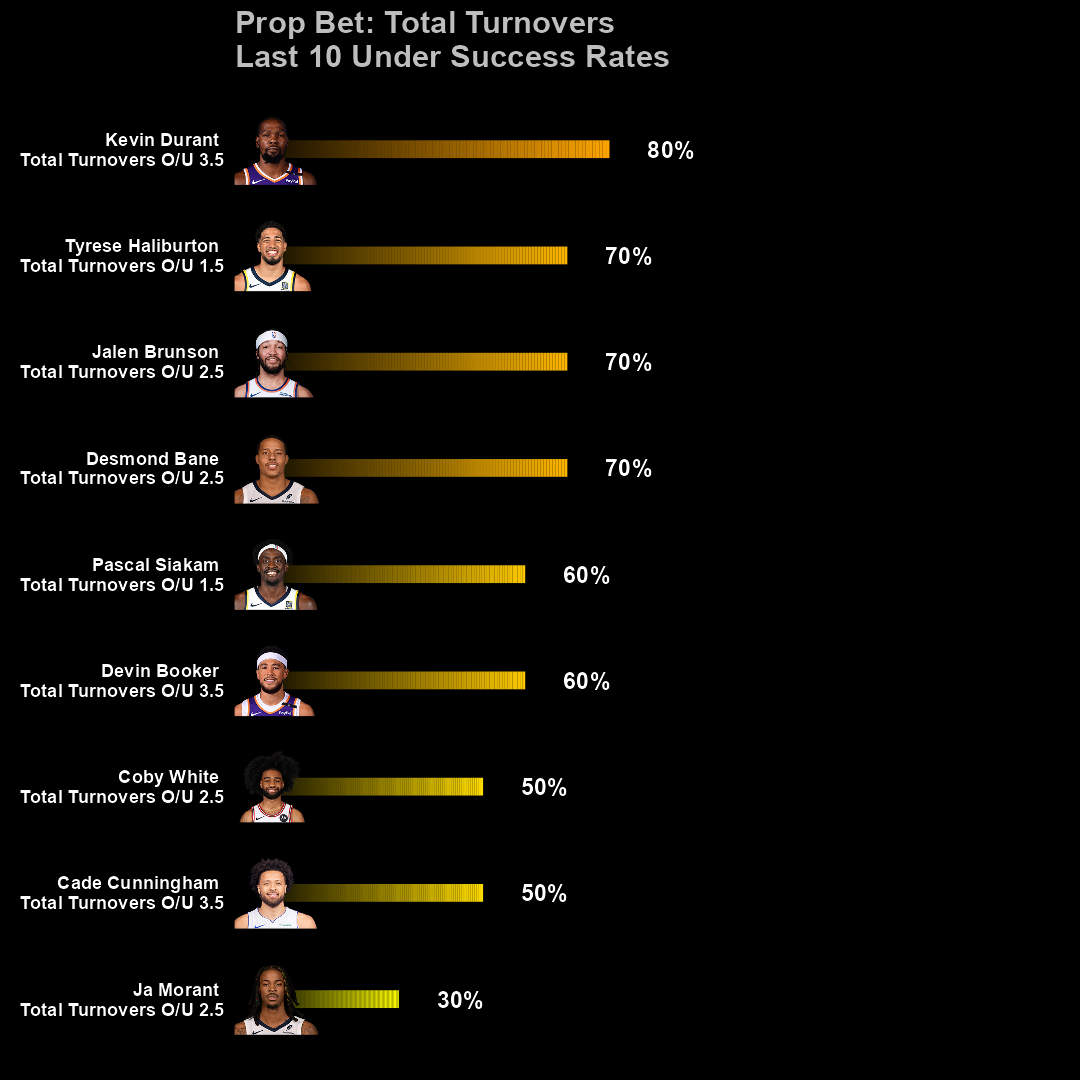 Prop Bet: Total Turnovers
Last 10 Under Success Rates
Kevin Durant
Total Turnovers O/U 3.5
80%
Tyrese Haliburton
Total Turnovers O/U 1.5
70%
Jalen Brunson
Total Turnovers O/U 2.5
70%
Desmond Bane
Total Turnovers O/U 2.5
70%
Pascal Siakam
Total Turnovers O/U 1.5
60%
Devin Booker
Total Turnovers O/U 3.5
60%
Coby White
Total Turnovers O/U 2.5
50%
Cade Cunningham
Total Turnovers O/U 3.5
50%
Ja Morant
Total Turnovers O/U 2.5
30%